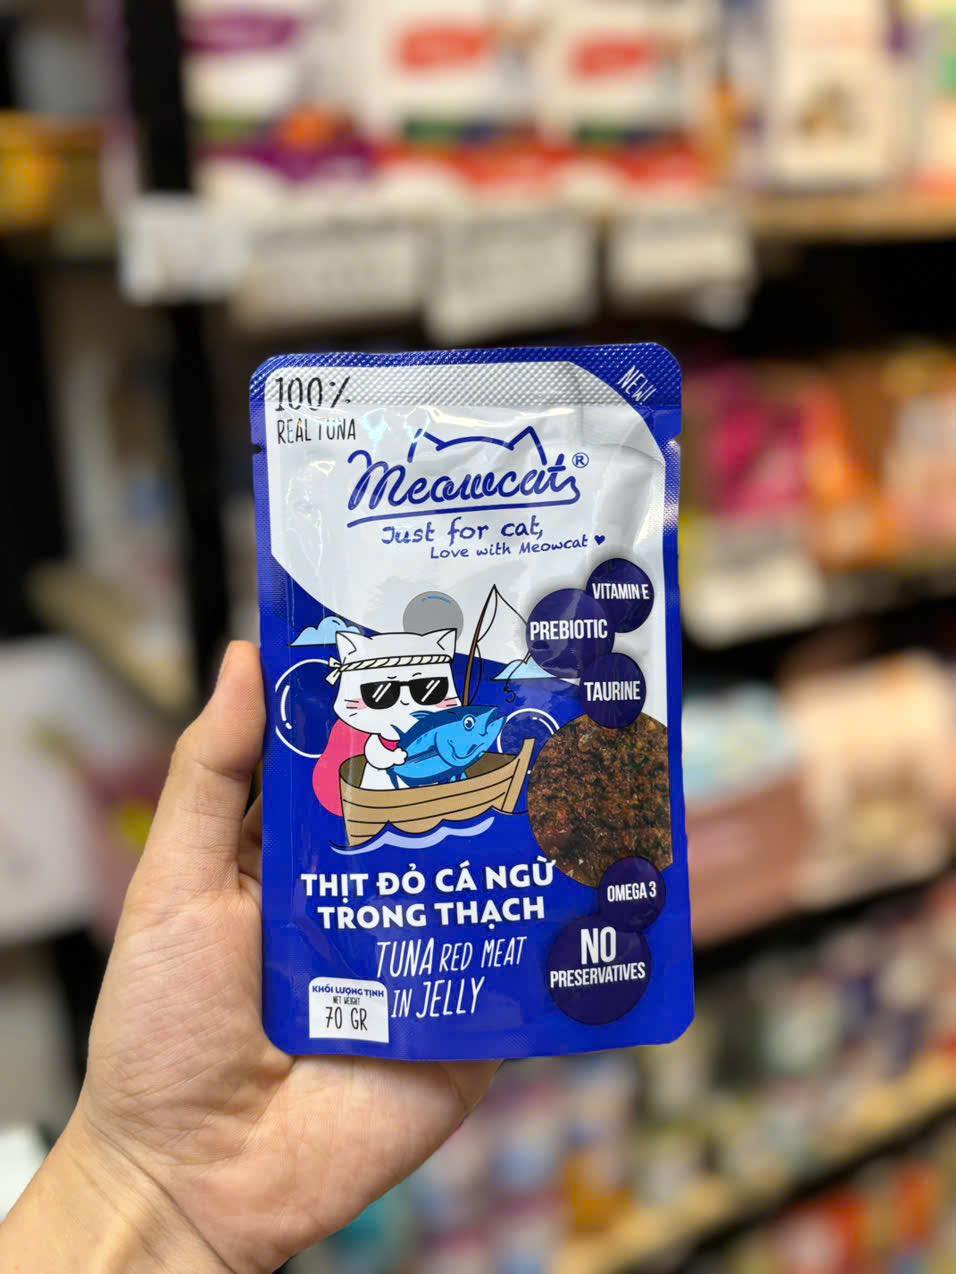 100%
REAL TUNA
NEW!
Meowcat®
Just for cat,
Love with Meowcat ♥
VITAMIN E
PREBIOTIC
TAURINE
THỊT ĐỎ CÁ NGỪ
TRONG THẠCH
TUNA RED MEAT
IN JELLY
OMEGA 3
NO
PRESERVATIVES
KHỐI LƯỢNG TỊNH
NET WEIGHT
70 GR